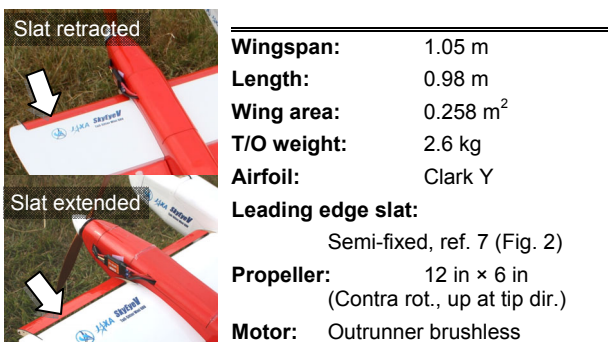 Slat retracted
JAXA SkyEyeV
Slat extended
JAXA SkyEyeV
Wingspan: 1.05 m
Length: 0.98 m
Wing area: 0.258 m²
T/O weight: 2.6 kg
Airfoil: Clark Y
Leading edge slat:
Semi-fixed, ref. 7 (Fig. 2)
Propeller: 12 in × 6 in
(Contra rot., up at tip dir.)
Motor: Outrunner brushless